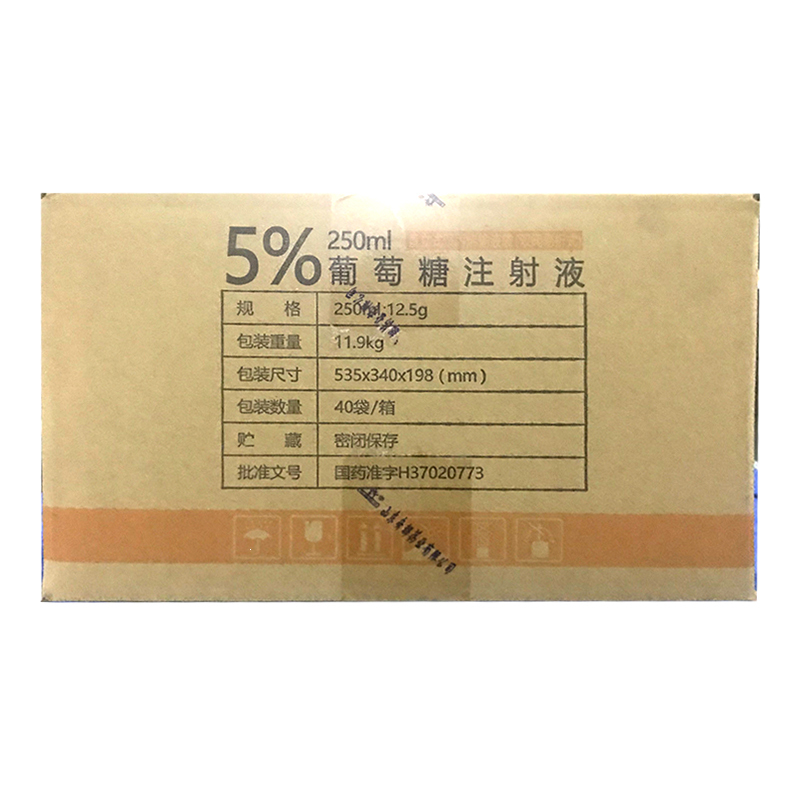 5%
250ml
葡萄糖注射液
规格 250ml:12.5g
包装重量 11.9kg
包装尺寸 535x340x198(mm)
包装数量 40袋/箱
贮藏 密闭保存
批准文号 国药准字H37020773